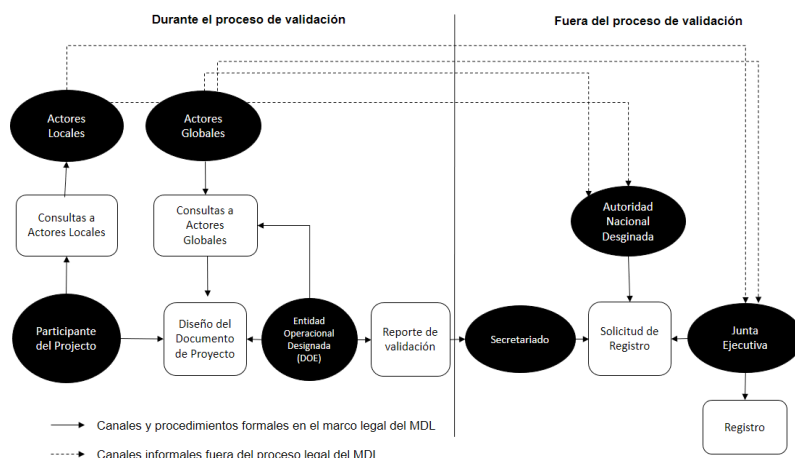 Durante el proceso de validación
Fuera del proceso de validación
Actores
Locales
Actores
Globales
Consultas a
Actores Locales
Consultas a
Actores
Globales
Autoridad
Nacional
Desginada
Participante
del Projecto
Diseño del
Documento
de Proyecto
Entidad
Operacional
Designada
(DOE)
Reporte de
validación
Secretariado
Solicitud de
Registro
Junta
Ejecutiva
Registro
Canales y procedimientos formales en el marco legal del MDL
Canales informales fuera del proceso legal del MDL